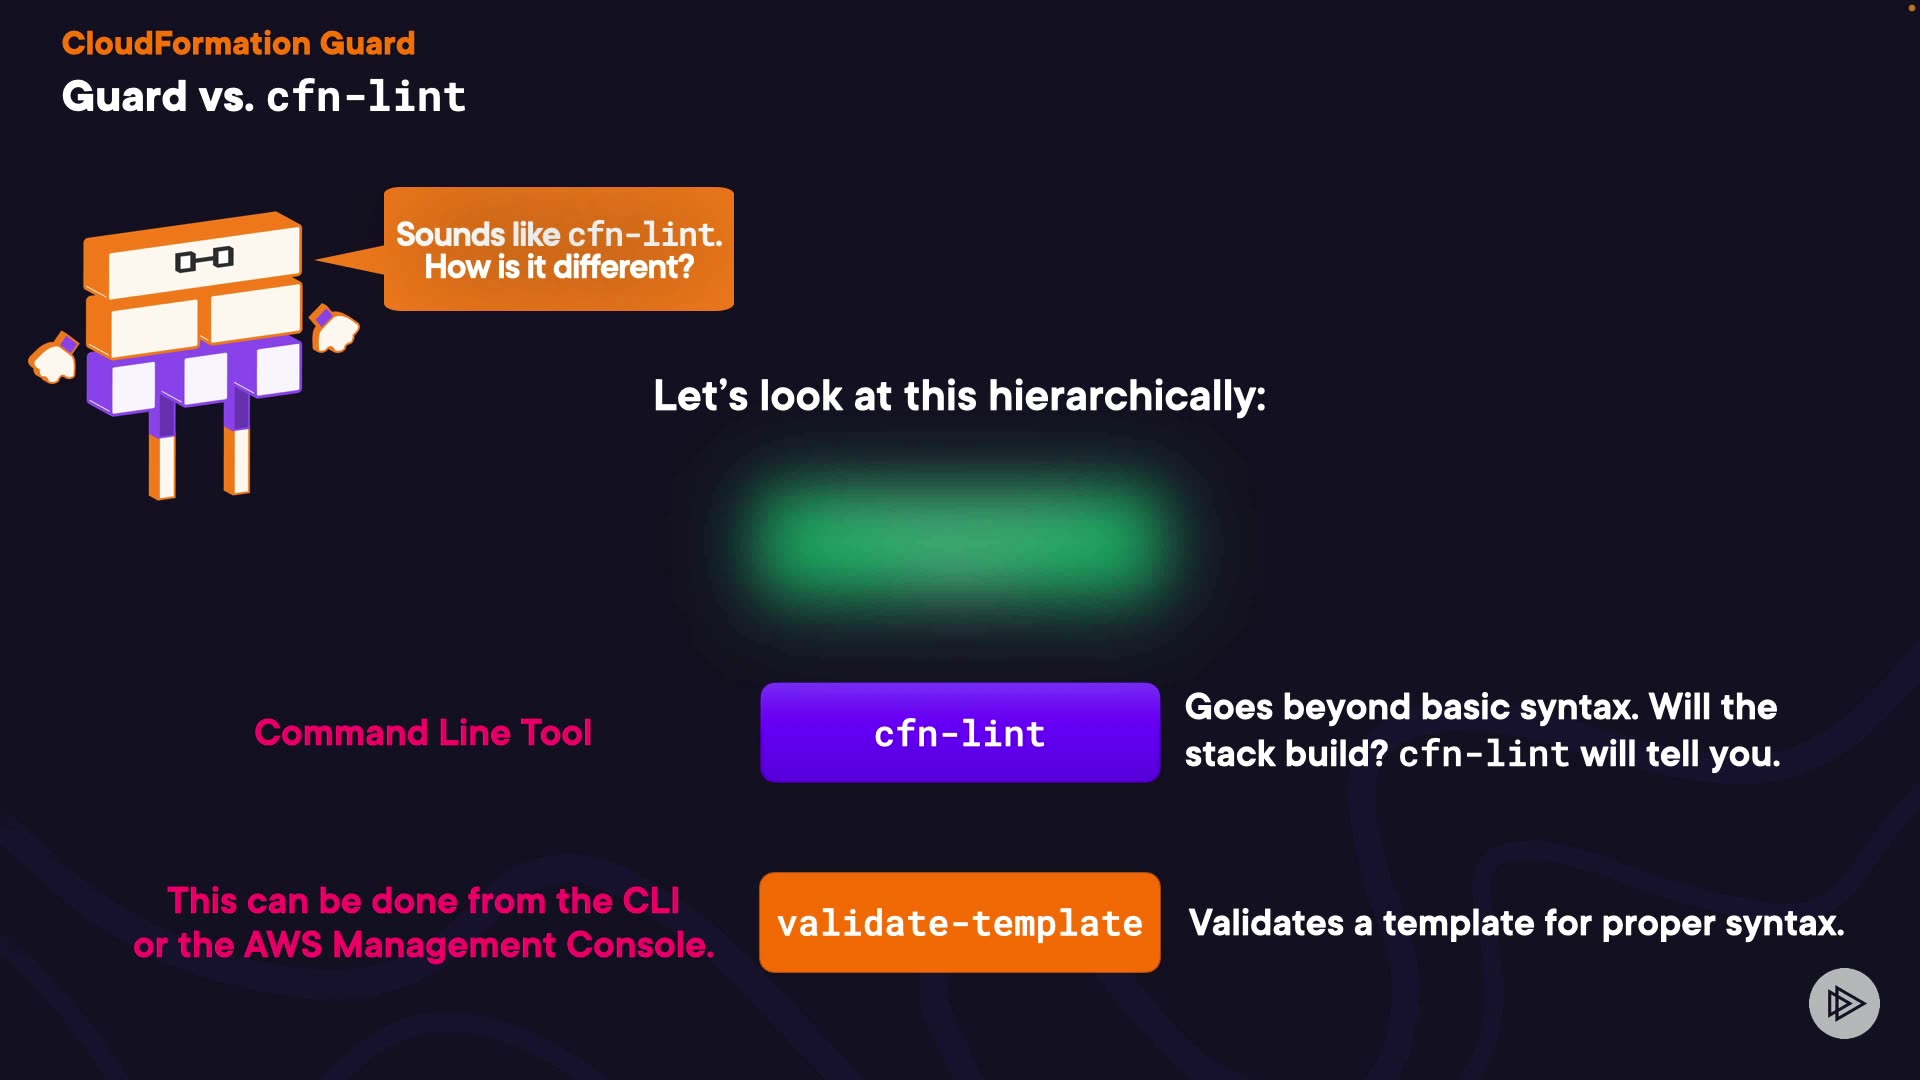 CloudFormation Guard
Guard vs. cfn-lint
Sounds like cfn-lint.
How is it different?
Let's look at this hierarchically:
Command Line Tool
cfn-lint
Goes beyond basic syntax. Will the
stack build? cfn-lint will tell you.
This can be done from the CLI
or the AWS Management Console.
validate-template
Validates a template for proper syntax.